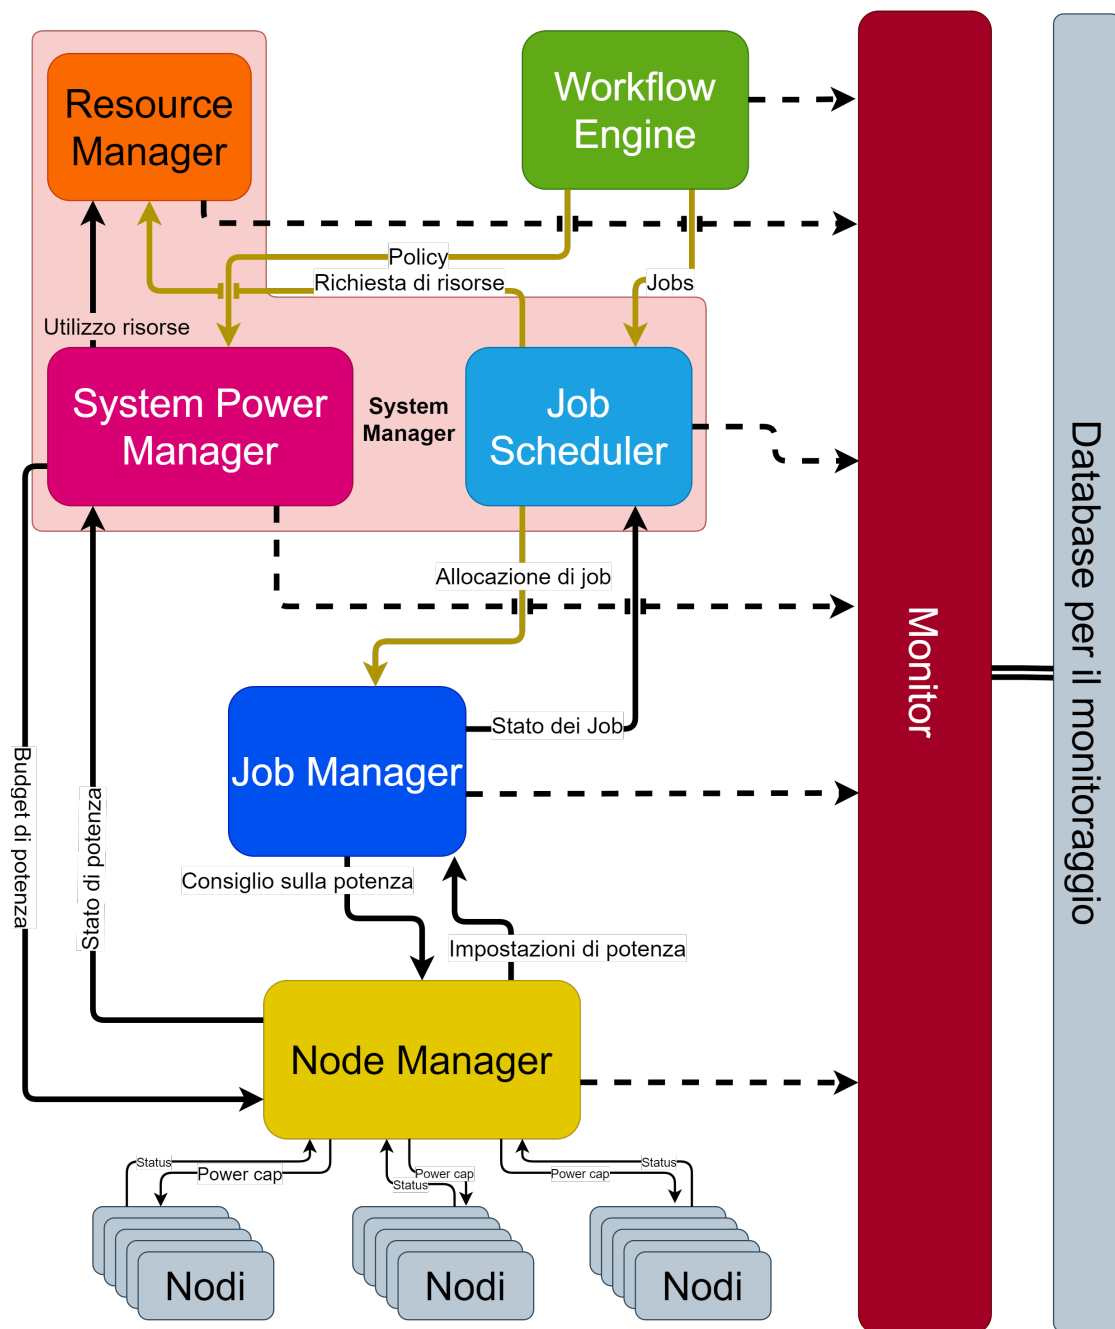 Resource
Manager
Workflow
Engine
Policy
Richiesta di risorse
Jobs
Utilizzo risorse
System Power
Manager
System
Manager
Job
Scheduler
Allocazione di job
Job Manager
Stato dei Job
Budget di potenza
Stato di potenza
Consiglio sulla potenza
Impostazioni di potenza
Node Manager
Status
Power cap
Power cap
Status
Status
Power cap
Nodi
Nodi
Nodi
Monitor
Database per il monitoraggio